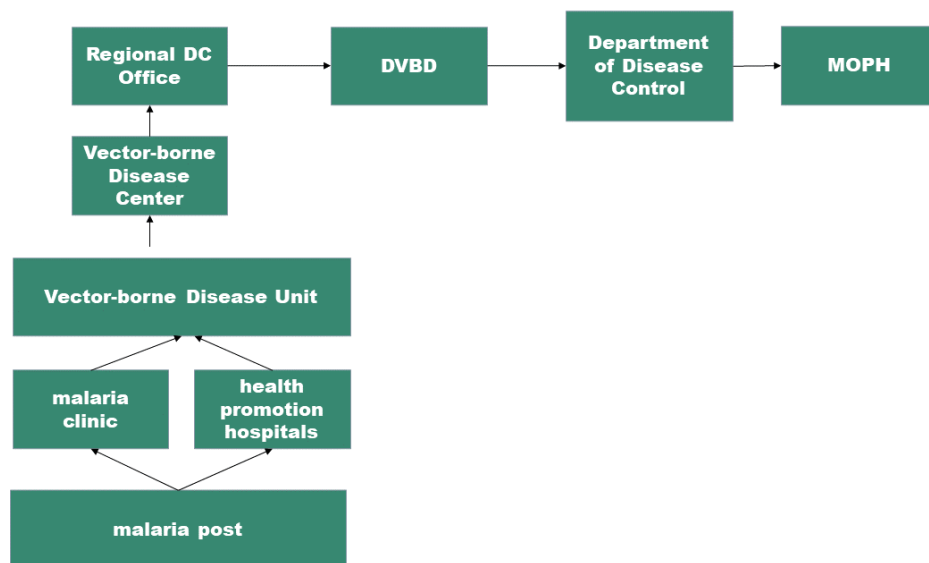 Regional DC
Office
DVBD
Department
of Disease
Control
MOPH
Vector-borne
Disease
Center
Vector-borne Disease Unit
malaria
clinic
health
promotion
hospitals
malaria post